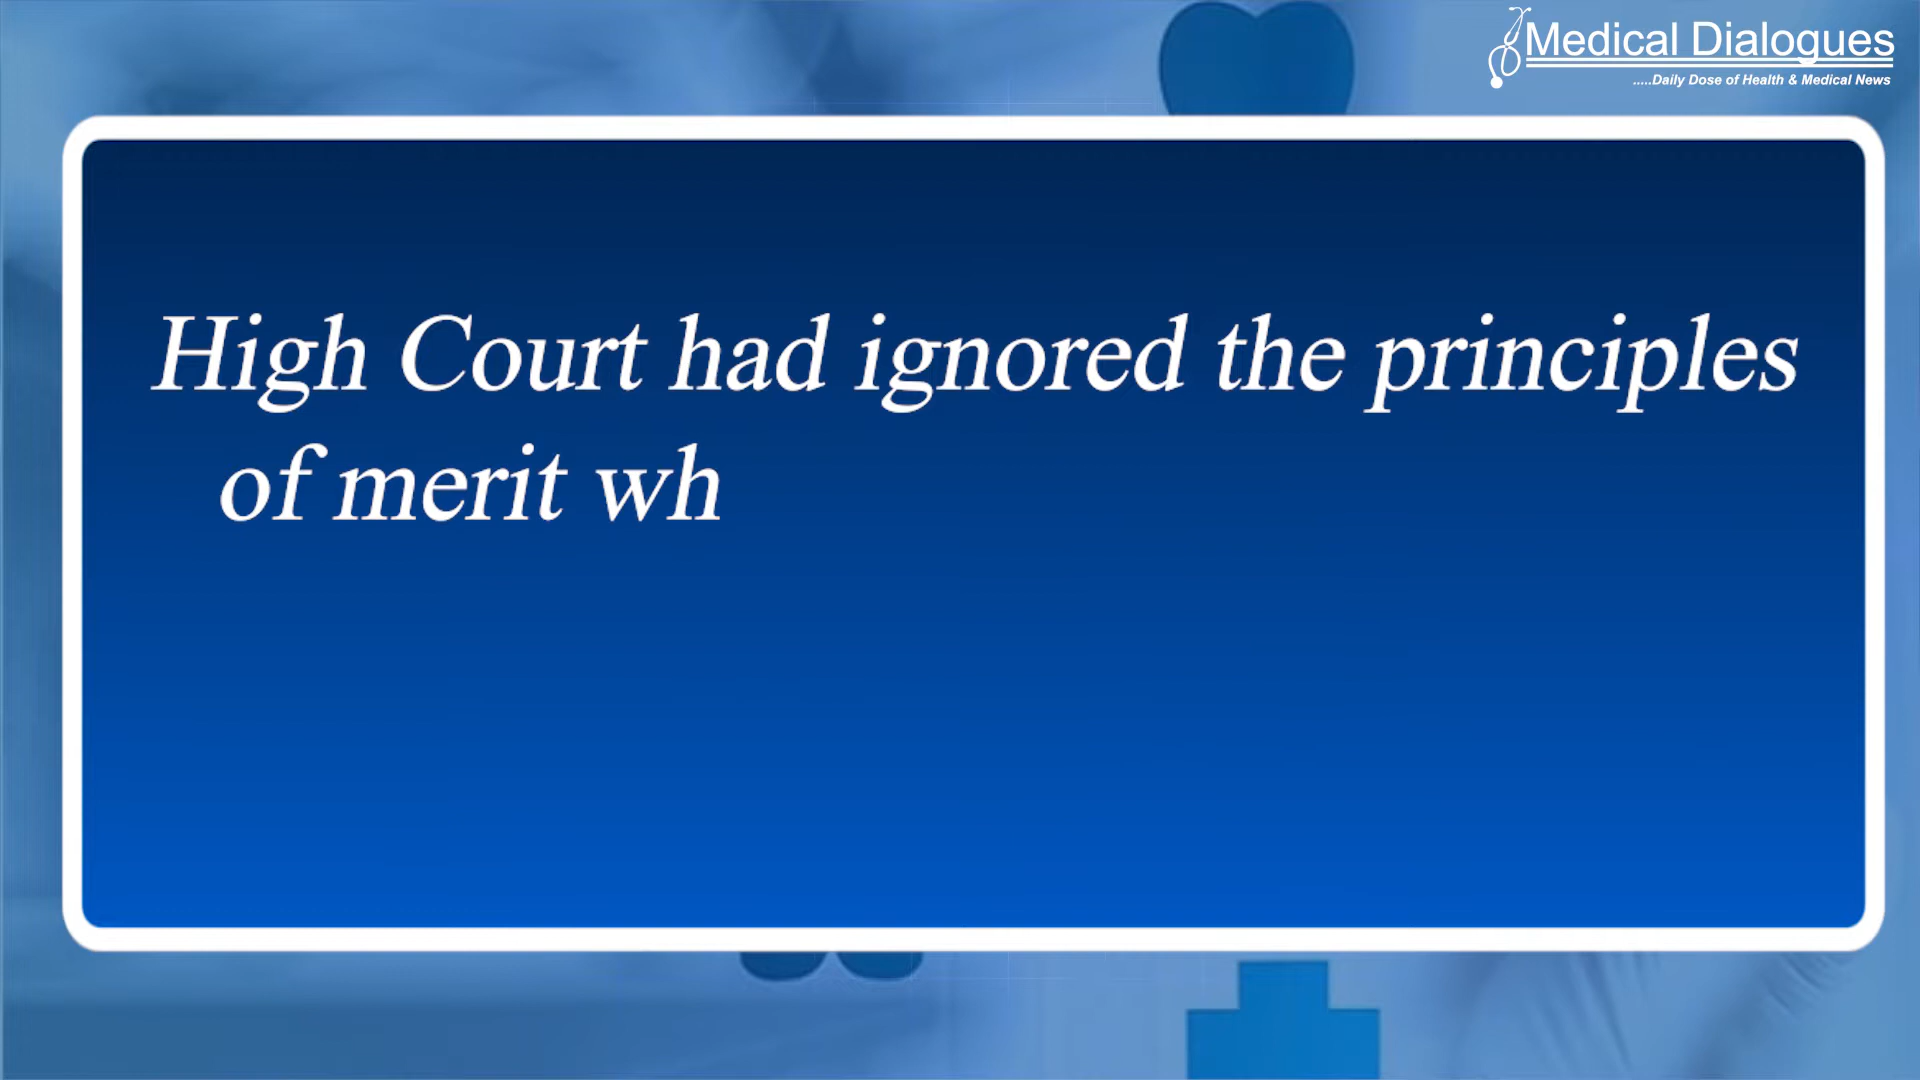 Medical Dialogues
.....Daily Dose of Health & Medical News
High Court had ignored the principles
of merit wh